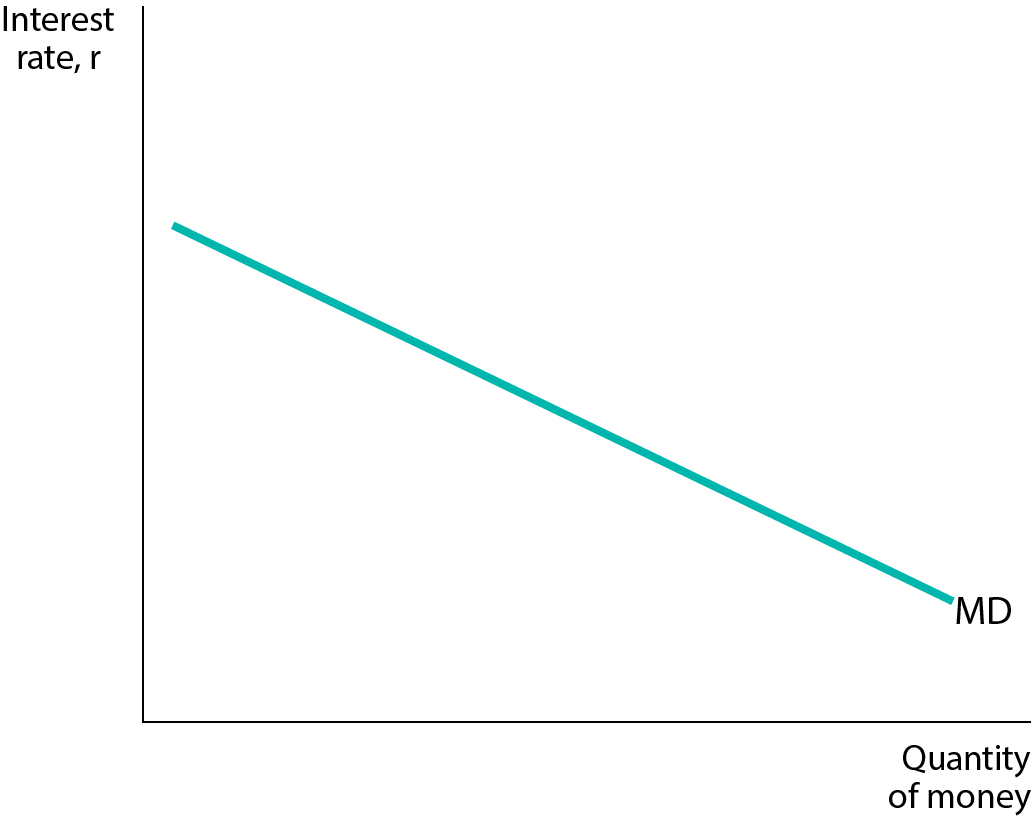 Interest
rate, r
MD
Quantity
of money